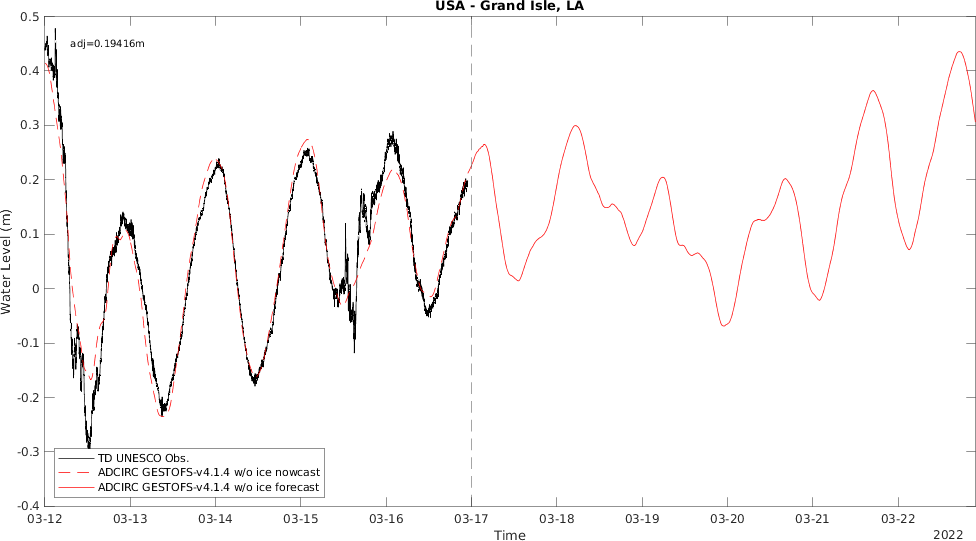 USA - Grand Isle, LA
adj=0.19416m
0.5
0.4
0.3
0.2
0.1
0
-0.1
-0.2
-0.3
-0.4
Water Level (m)
TD UNESCO Obs.
ADCIRC GESTOFS-v4.1.4 w/o ice nowcast
ADCIRC GESTOFS-v4.1.4 w/o ice forecast
03-12 03-13 03-14 03-15 03-16 03-17 03-18 03-19 03-20 03-21 03-22
Time
2022